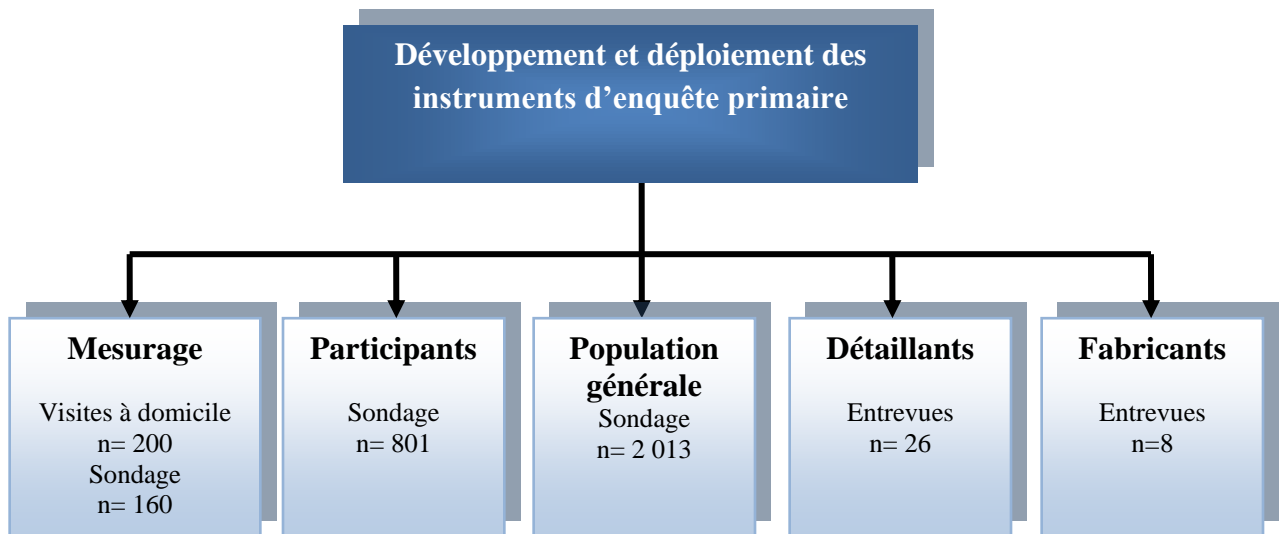 Développement et déploiement des
instruments d’enquête primaire
Mesurage
Visites à domicile
n= 200
Sondage
n= 160
Participants
Sondage
n= 801
Population
générale
Sondage
n= 2 013
Détaillants
Entrevues
n= 26
Fabricants
Entrevues
n=8